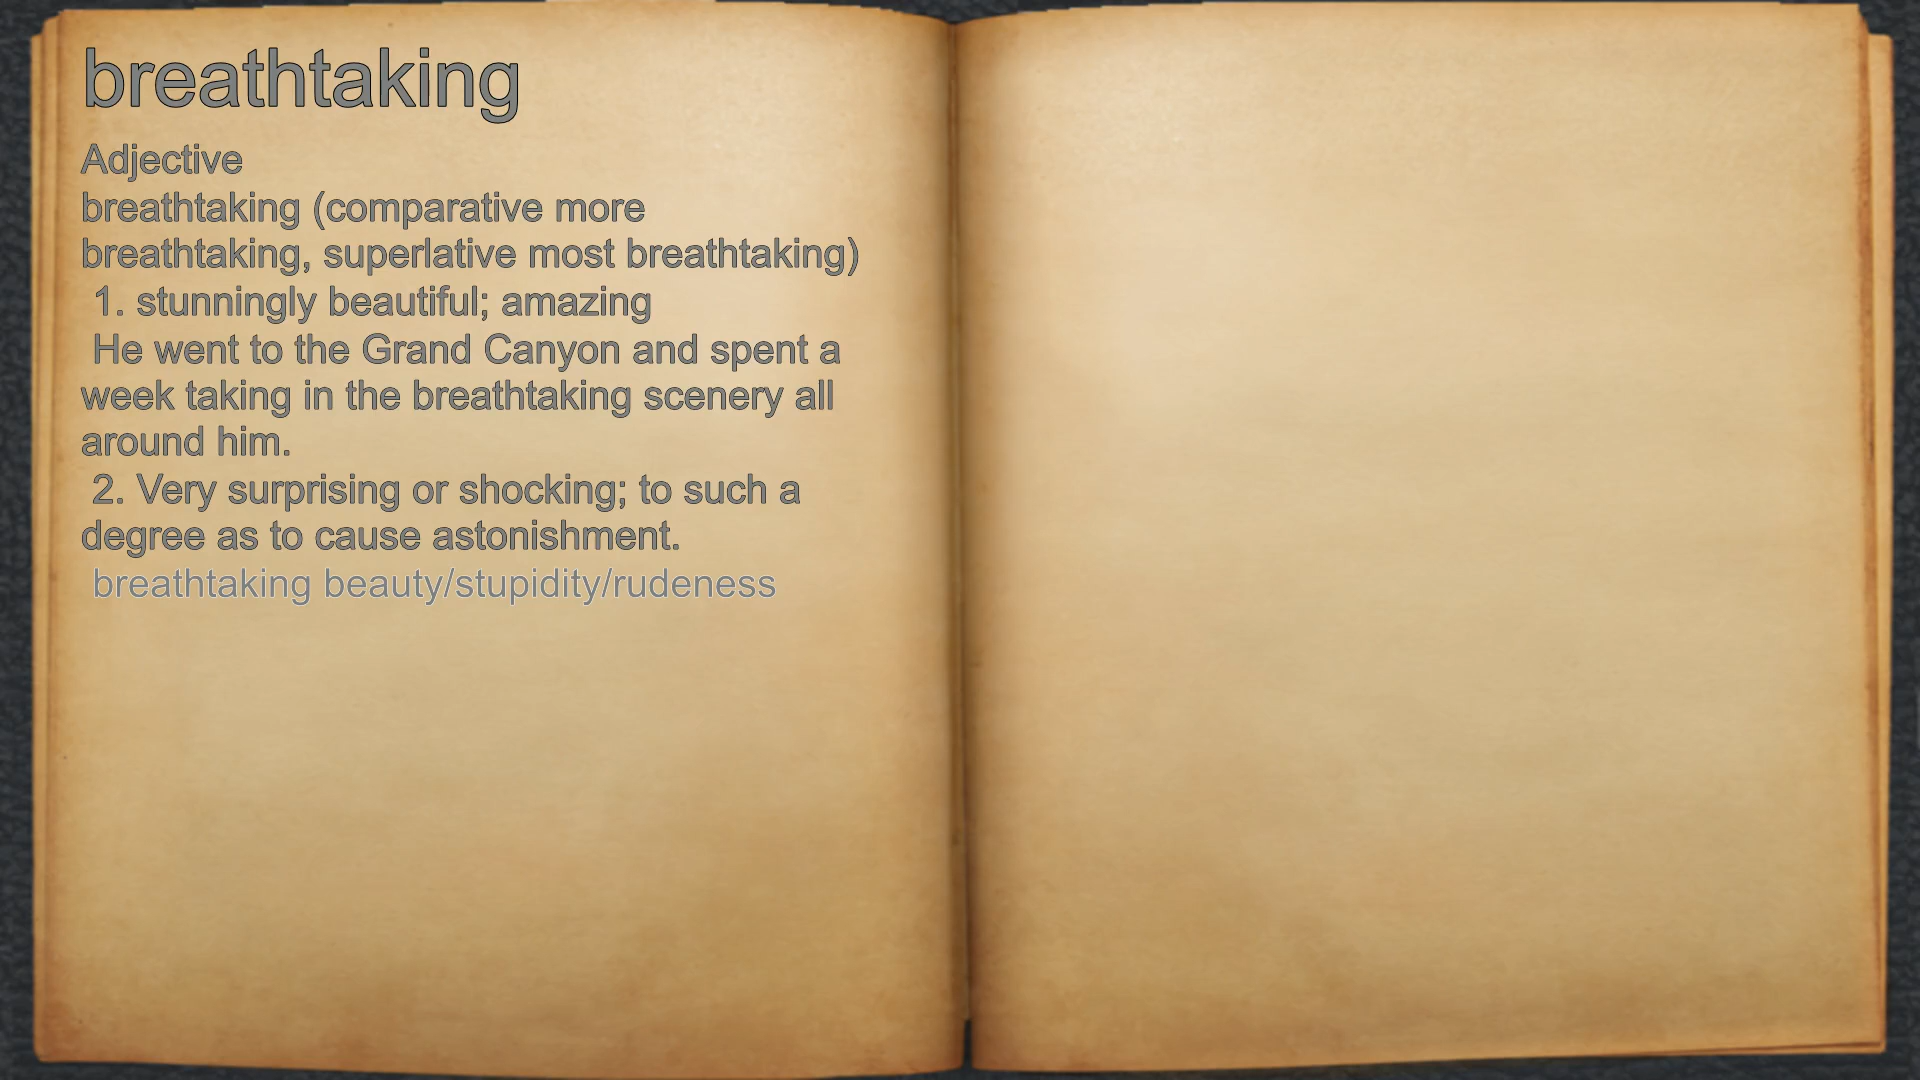 breathtaking
Adjective
breathtaking (comparative more
breathtaking, superlative most breathtaking)
1. stunningly beautiful; amazing
He went to the Grand Canyon and spent a
week taking in the breathtaking scenery all
around him.
2. Very surprising or shocking; to such a
degree as to cause astonishment.
breathtaking beauty/stupidity/rudeness